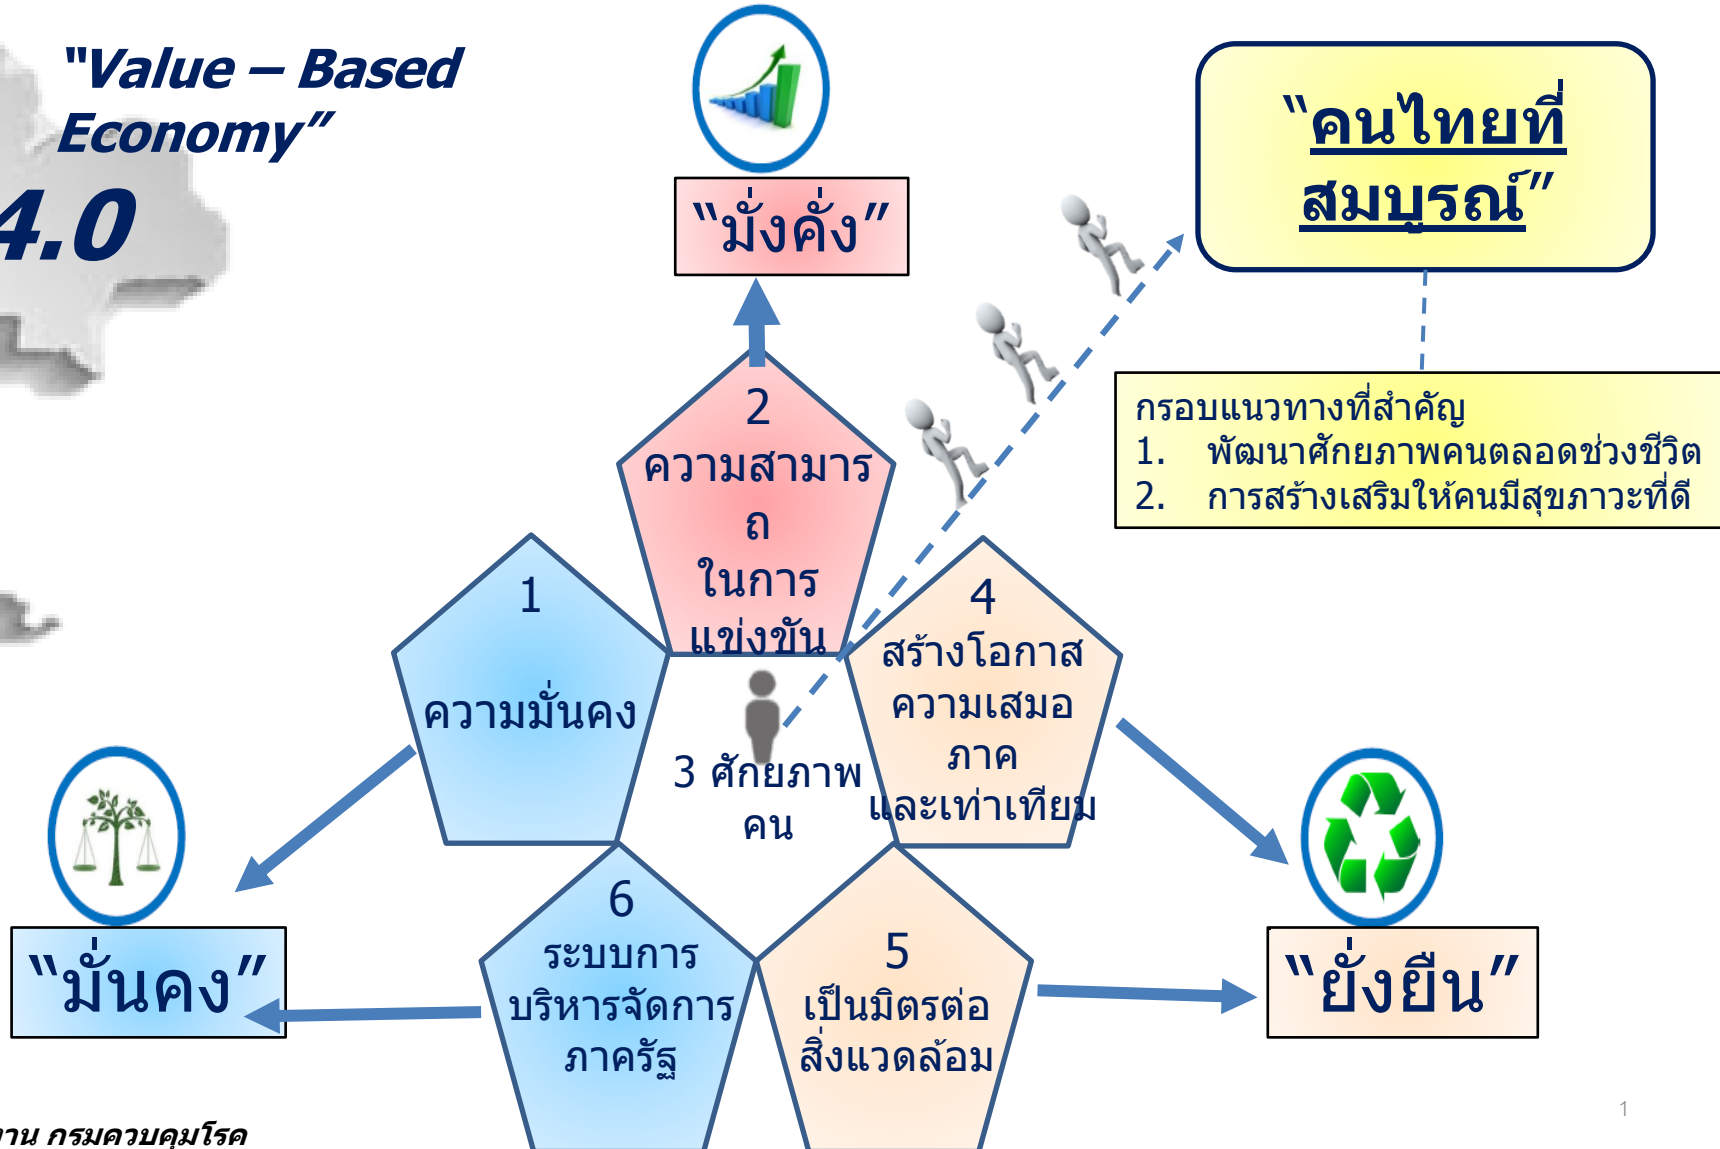 “Value – Based
Economy”
4.0
“มั่งคั่ง”
“คนไทยที่
สมบูรณ์”
กรอบแนวทางที่สำคัญ
1. พัฒนาศักยภาพคนตลอดช่วงชีวิต
2. การสร้างเสริมให้คนมีสุขภาวะที่ดี
2
ความสามาร
ถ
ในการ
แข่งขัน
1
ความมั่นคง
4
สร้างโอกาส
ความเสมอ
ภาค
และเท่าเทียม
3 ศักยภาพ
คน
“มั่นคง”
6
ระบบการ
บริหารจัดการ
ภาครัฐ
5
เป็นมิตรต่อ
สิ่งแวดล้อม
“ยั่งยืน”
กรมควบคุมโรค
1